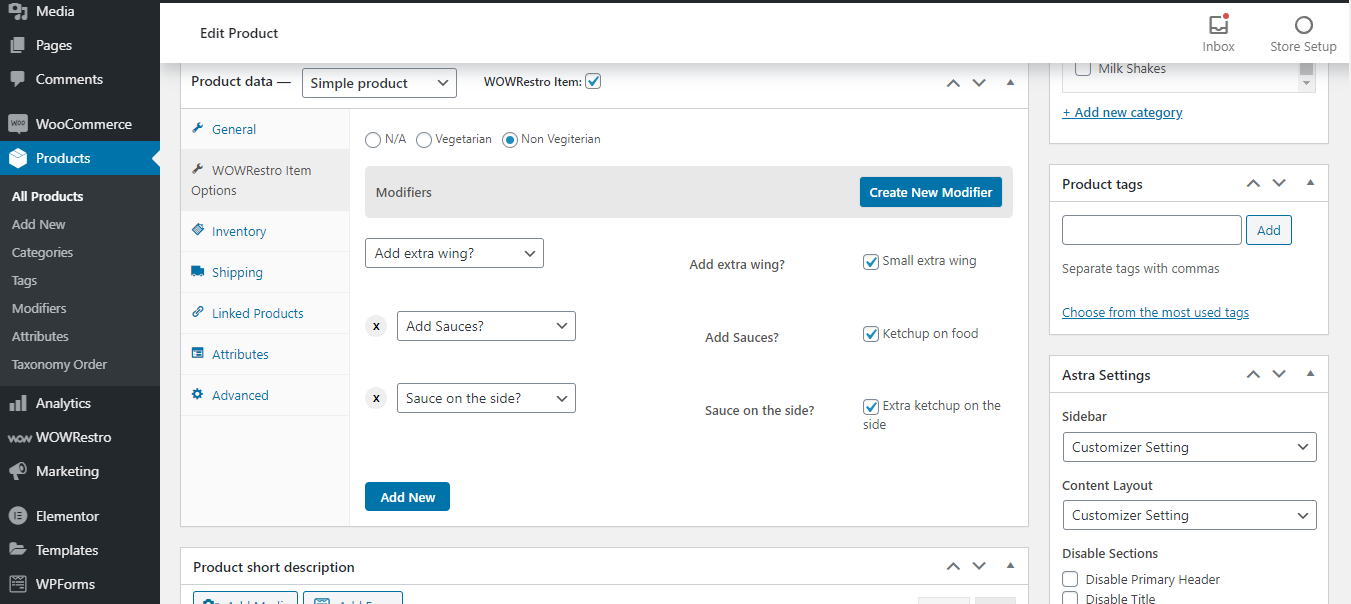 Media
Pages
Comments
WooCommerce
Products
All Products
Add New
Categories
Tags
Modifiers
Attributes
Taxonomy Order
Analytics
WOWRestro
Marketing
Elementor
Templates
WPForms
Edit Product
Inbox
Store Setup
Product data —
Simple product
WOWRestro Item:
General
WOWRestro Item
Options
Inventory
Shipping
Linked Products
Attributes
Advanced
N/A Vegetarian Non Vegiterian
Modifiers
Create New Modifier
Add extra wing?
Add extra wing?
Small extra wing
x
Add Sauces?
Add Sauces?
Ketchup on food
x
Sauce on the side?
Sauce on the side?
Extra ketchup on the
side
Add New
Product short description
Milk Shakes
+ Add new category
Product tags
Add
Separate tags with commas
Choose from the most used tags
Astra Settings
Sidebar
Customizer Setting
Content Layout
Customizer Setting
Disable Sections
Disable Primary Header
Disable Title